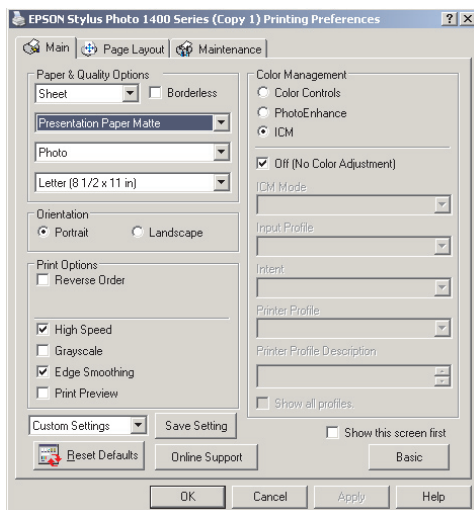 EPSON Stylus Photo 1400 Series (Copy 1) Printing Preferences
Main
Page Layout
Maintenance
Paper & Quality Options
Sheet
Borderless
Presentation Paper Matte
Photo
Letter (8 1/2 x 11 in)
Orientation
Portrait
Landscape
Print Options
Reverse Order
High Speed
Grayscale
Edge Smoothing
Print Preview
Custom Settings
Save Setting
Reset Defaults
Online Support
Color Management
Color Controls
PhotoEnhance
ICM
Off (No Color Adjustment)
ICM Mode
Input Profile
Intent
Printer Profile
Printer Profile Description
Show all profiles.
Show this screen first
Basic
OK
Cancel
Apply
Help